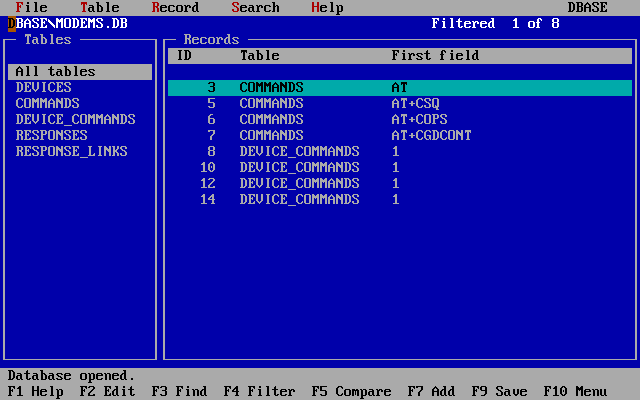 File Table Record Search Help DBASE
DBASE\MODEMS.DB Filtered 1 of 8
Tables Records
ID Table First field
All tables
DEVICES 3 COMMANDS AT
COMMANDS 5 COMMANDS AT+CSQ
DEVICE_COMMANDS 6 COMMANDS AT+COPS
RESPONSES 7 COMMANDS AT+CGDCONT
RESPONSE_LINKS 8 DEVICE_COMMANDS 1
10 DEVICE_COMMANDS 1
12 DEVICE_COMMANDS 1
14 DEVICE_COMMANDS 1
Database opened.
F1 Help F2 Edit F3 Find F4 Filter F5 Compare F7 Add F9 Save F10 Menu